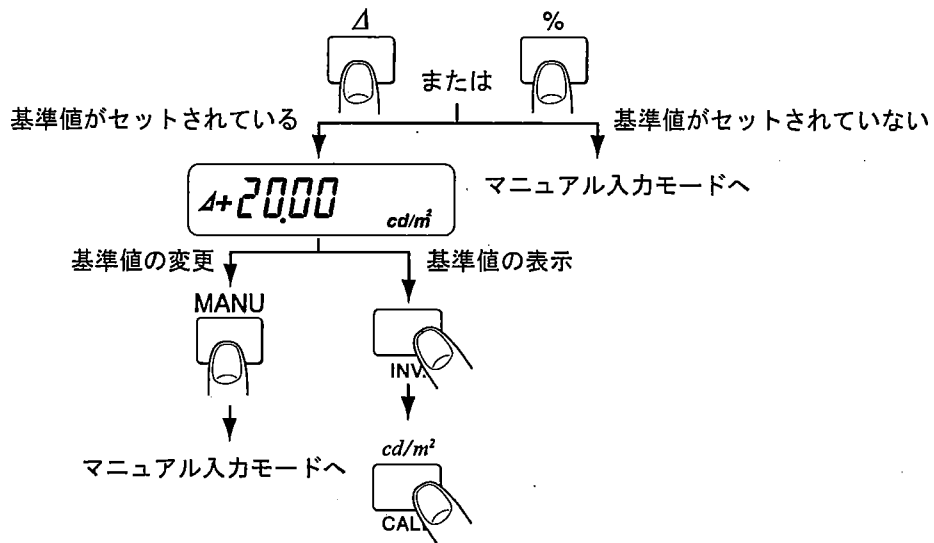 Δ
%
または
基準値がセットされている
基準値がセットされていない
マニュアル入力モードへ
Δ+20.00 cd/m²
基準値の変更
基準値の表示
MANU
INV.
マニュアル入力モードへ
cd/m²
CAL